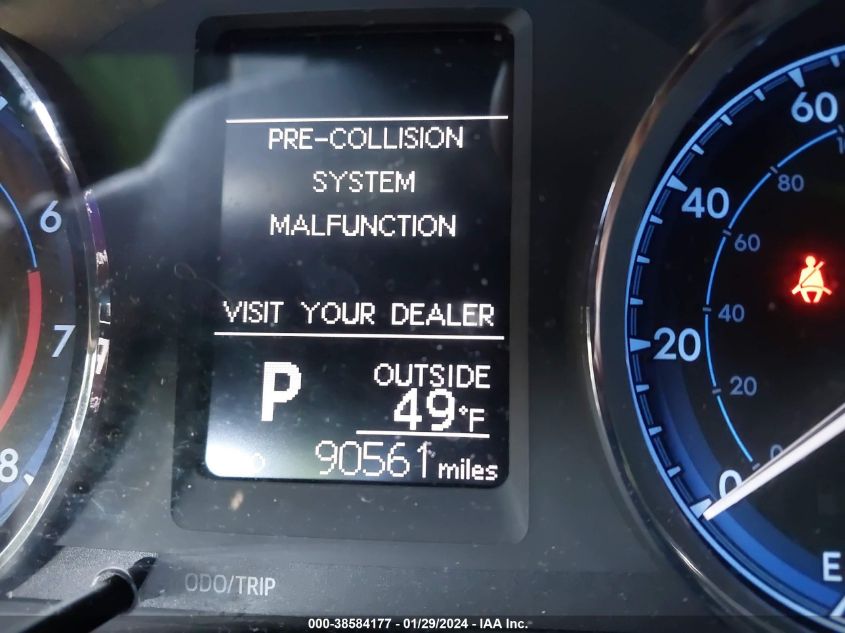 PRE-COLLISION
SYSTEM
MALFUNCTION
VISIT YOUR DEALER
P
OUTSIDE
49°F
90561 miles
ODO/TRIP
6
7
8
0
20
40
60
0
20
40
60
80
E
000-38584177 - 01/29/2024 - IAA Inc.